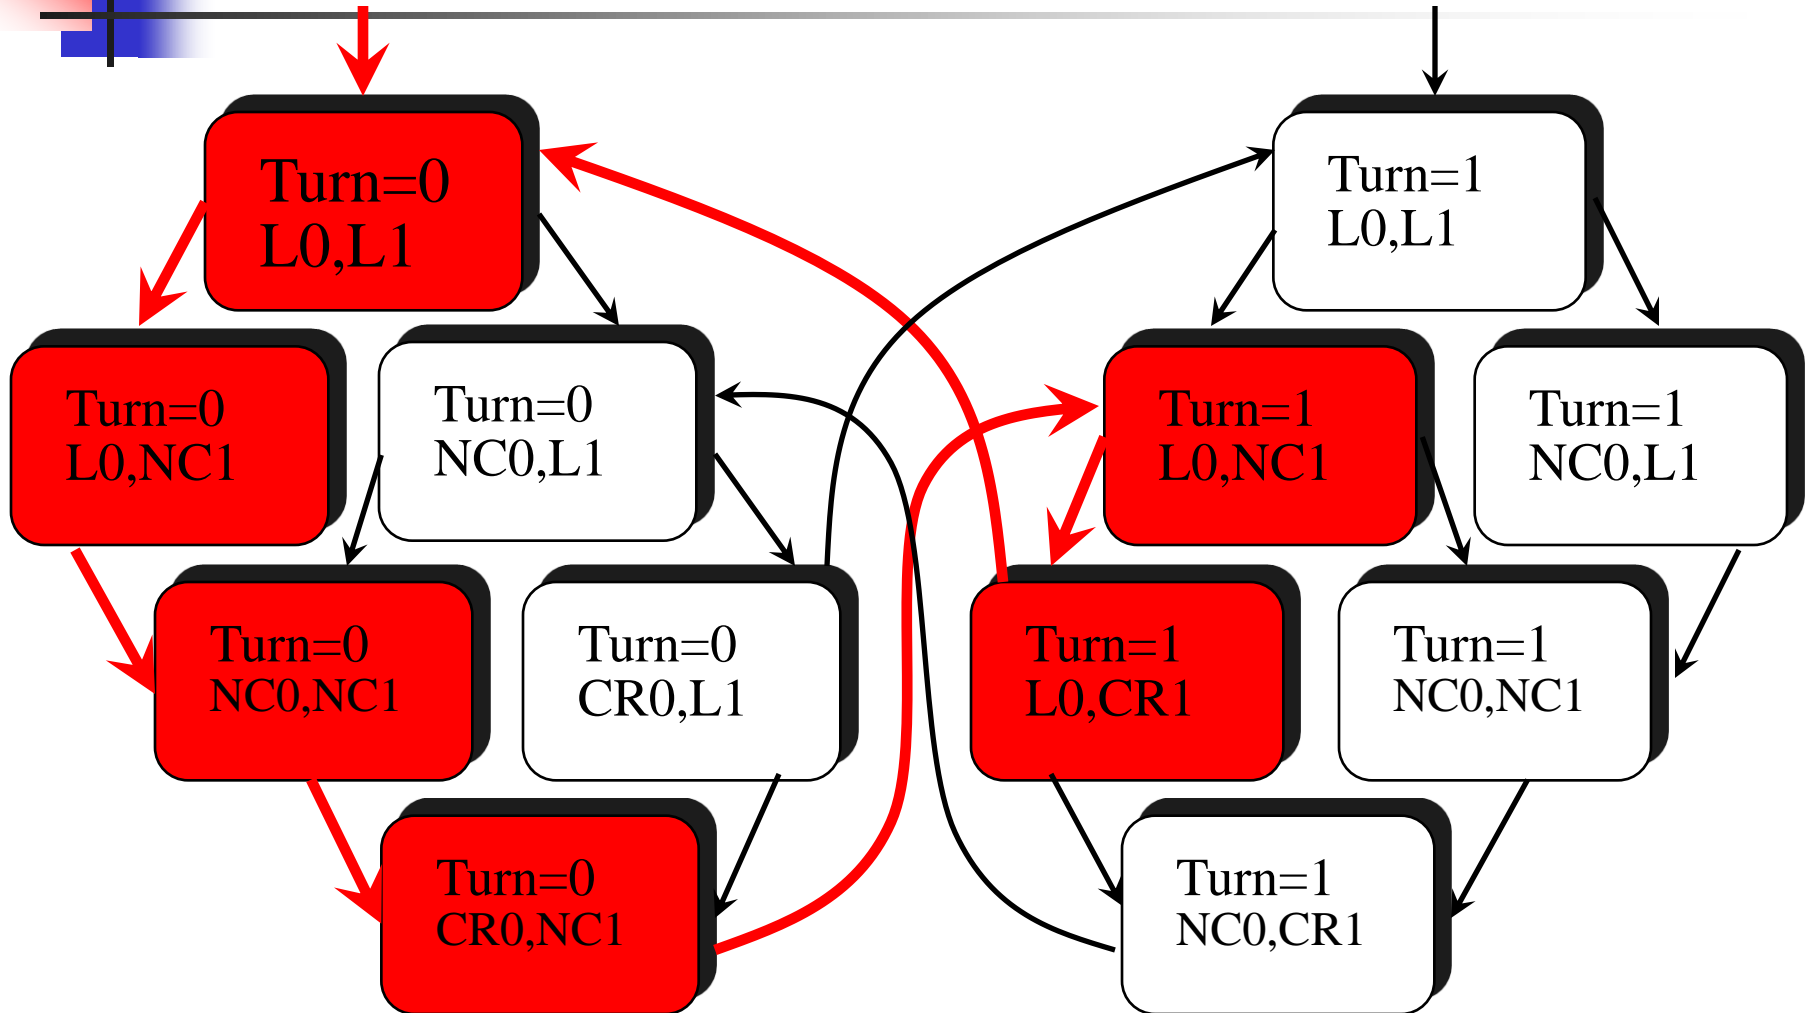 Turn=0
L0,L1
Turn=1
L0,L1
Turn=0
L0,NC1
Turn=0
NC0,L1
Turn=1
L0,NC1
Turn=1
NC0,L1
Turn=0
NC0,NC1
Turn=0
CR0,L1
Turn=1
L0,CR1
Turn=1
NC0,NC1
Turn=0
CR0,NC1
Turn=1
NC0,CR1